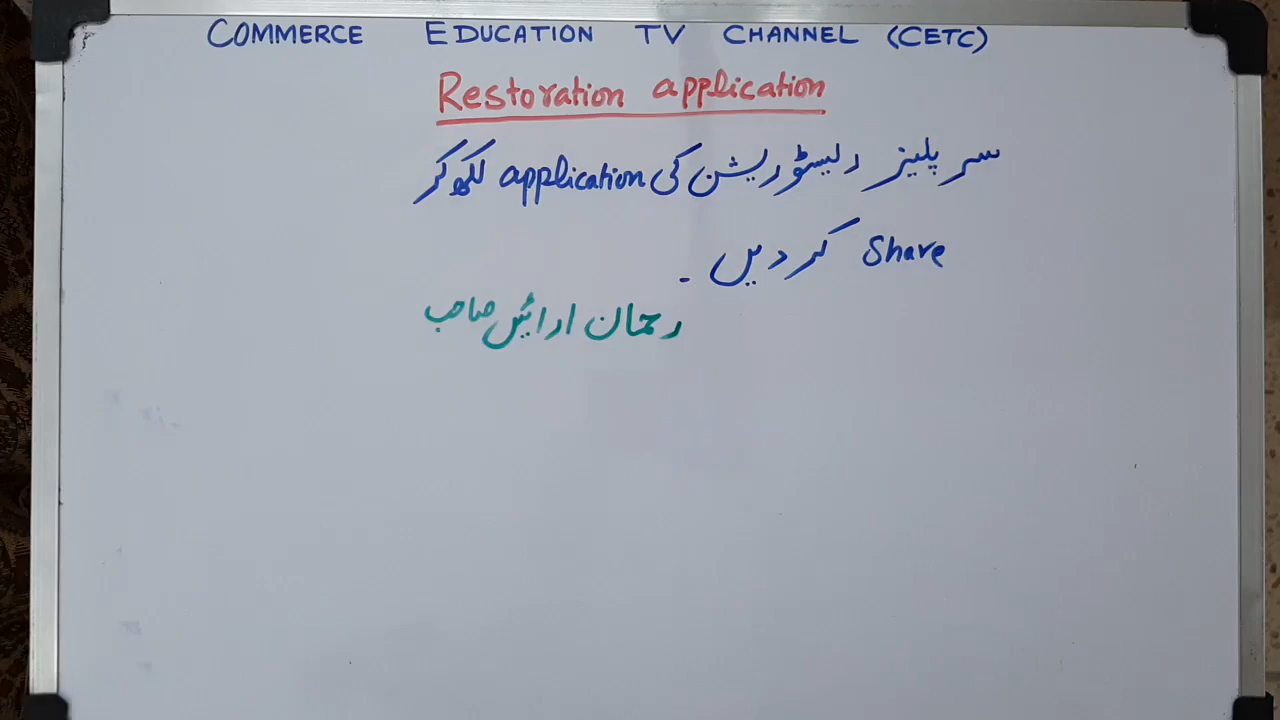 COMMERCE EDUCATION TV CHANNEL (CETC)
Restoration application
سر پلیز ریسٹوریشن کی application لکھ کر
Share کر دیں ۔
رحمان ارائیں صاحب